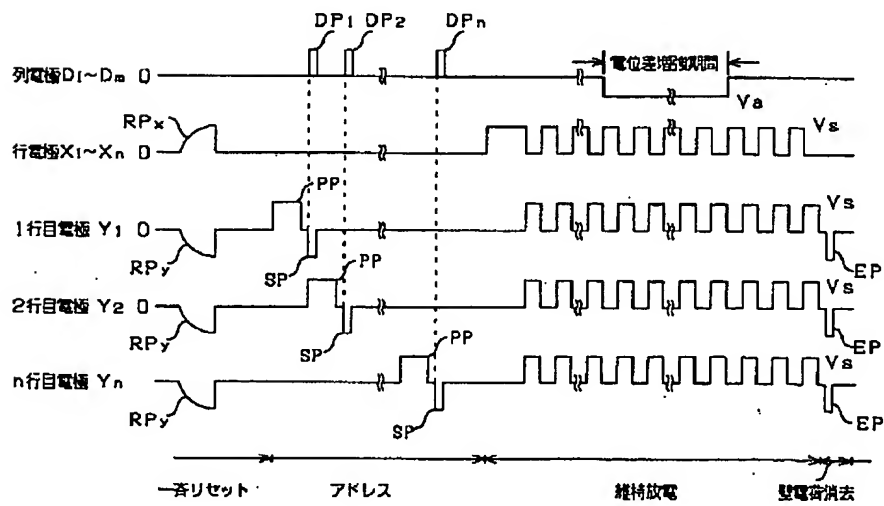 DP1 DP2 DPn
列電極D1~Dm 0
電位差増強期間
Va
RPx
行電極X1~Xn 0
Vs
PP
1行目電極 Y1 0
Vs
RPy
SP
EP
PP
2行目電極 Y2 0
Vs
RPy
SP
EP
PP
n行目電極 Yn
Vs
RPy
SP
EP
一斉リセット アドレス 維持放電 壁電荷消去